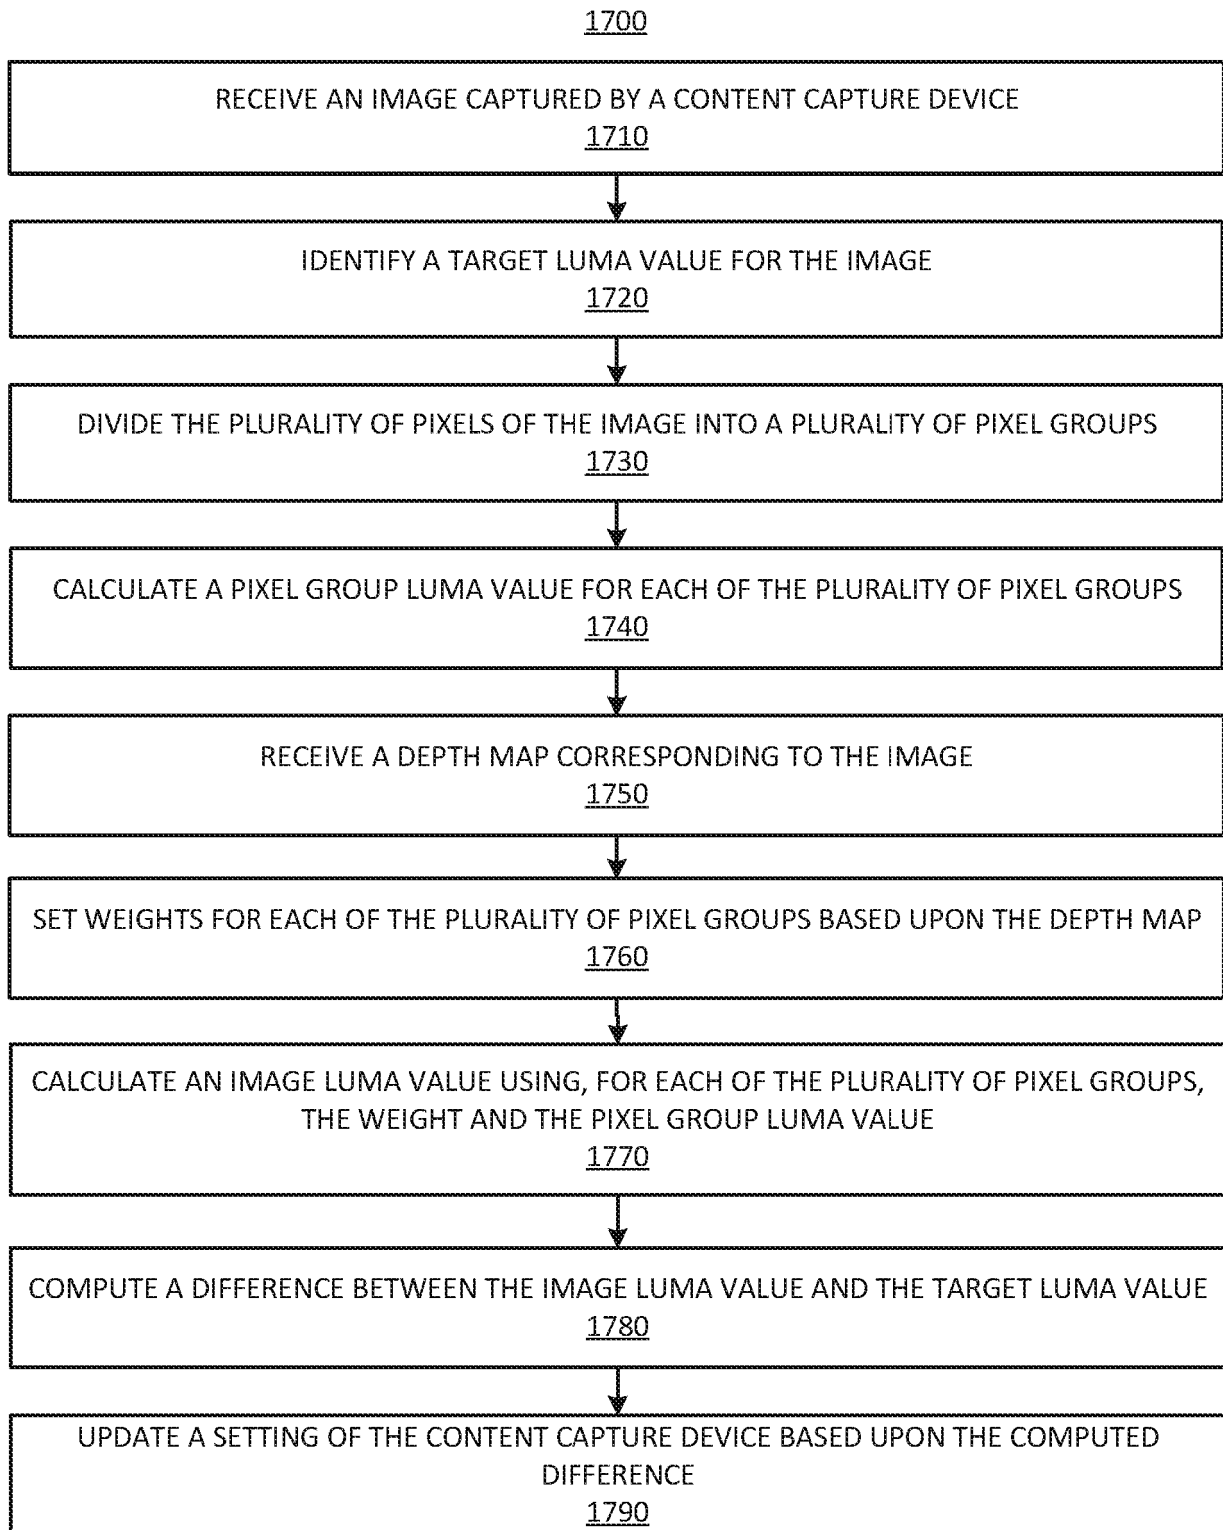 1700
RECEIVE AN IMAGE CAPTURED BY A CONTENT CAPTURE DEVICE
1710
IDENTIFY A TARGET LUMA VALUE FOR THE IMAGE
1720
DIVIDE THE PLURALITY OF PIXELS OF THE IMAGE INTO A PLURALITY OF PIXEL GROUPS
1730
CALCULATE A PIXEL GROUP LUMA VALUE FOR EACH OF THE PLURALITY OF PIXEL GROUPS
1740
RECEIVE A DEPTH MAP CORRESPONDING TO THE IMAGE
1750
SET WEIGHTS FOR EACH OF THE PLURALITY OF PIXEL GROUPS BASED UPON THE DEPTH MAP
1760
CALCULATE AN IMAGE LUMA VALUE USING, FOR EACH OF THE PLURALITY OF PIXEL GROUPS,
THE WEIGHT AND THE PIXEL GROUP LUMA VALUE
1770
COMPUTE A DIFFERENCE BETWEEN THE IMAGE LUMA VALUE AND THE TARGET LUMA VALUE
1780
UPDATE A SETTING OF THE CONTENT CAPTURE DEVICE BASED UPON THE COMPUTED
DIFFERENCE
1790